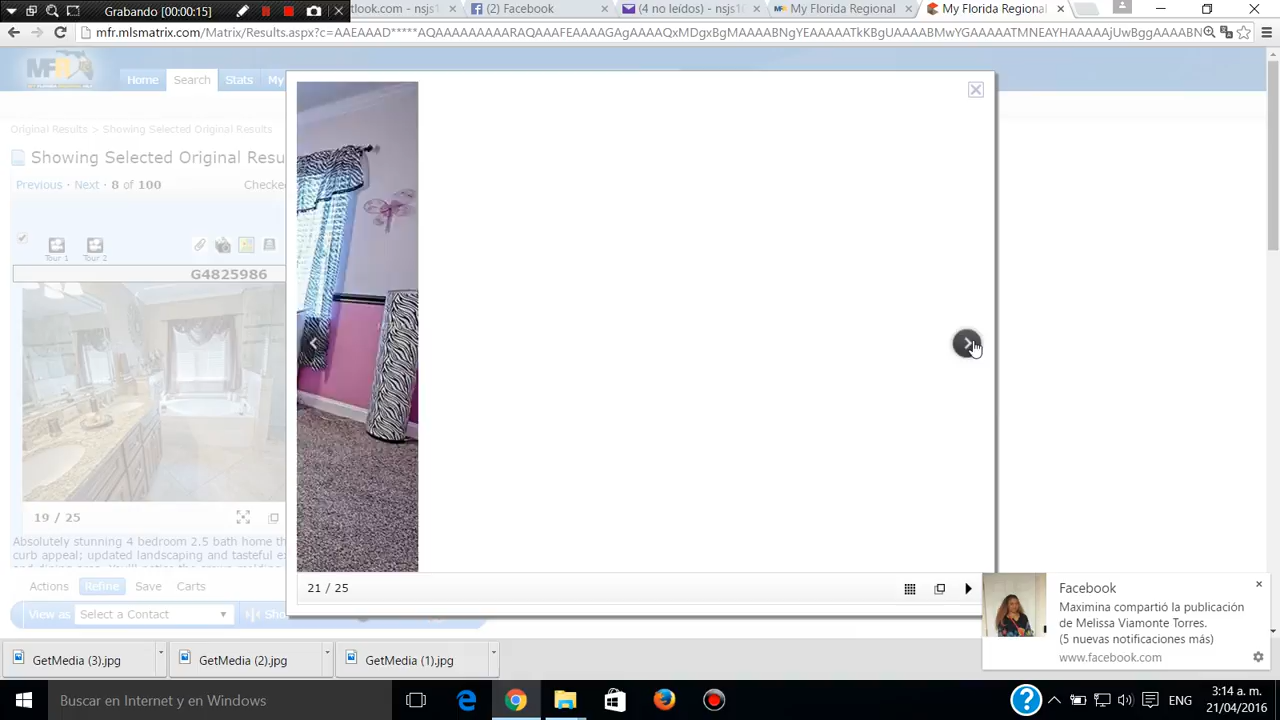 Grabando [00:00:15]
tlook.com - nsjs
(2) Facebook
(4 no leídos) - nsjs1
My Florida Regional
My Florida Regional
mfr.mlsmatrix.com/Matrix/Results.aspx?c=
MFR
Home
Search
Stats
My
Original Results > Showing Selected Original Results
Showing Selected Original Resu
Previous · Next · 8 of 100
Checke
Tour 1
Tour 2
G4825986
19 / 25
Absolutely stunning 4 bedroom 2.5 bath home th
curb appeal; updated landscaping and tasteful e
Actions
Refine
Save
Carts
View as
Select a Contact
Sho
21 / 25
Facebook
Maximina compartió la publicación
de Melissa Viamonte Torres.
(5 nuevas notificaciones más)
www.facebook.com
GetMedia (3).jpg
GetMedia (2).jpg
GetMedia (1).jpg
Buscar en Internet y en Windows
ENG
3:14 a. m.
21/04/2016